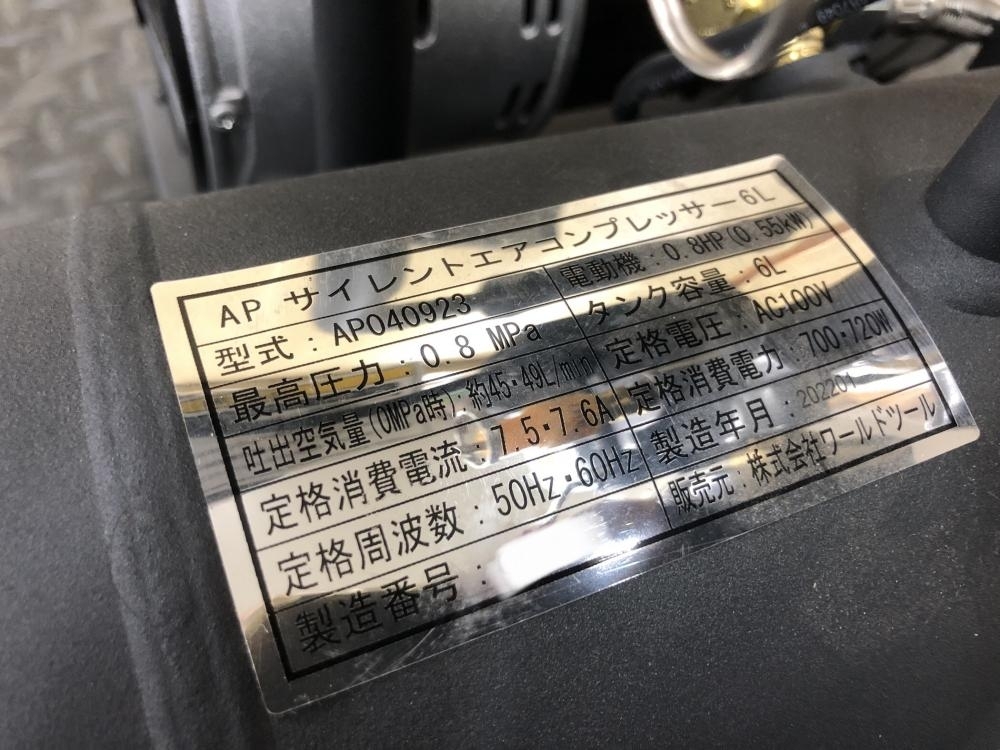 AP サイレントエアコンプレッサー6L
型式：AP040923 電動機：0.8HP(0.55kW)
最高圧力：0.8 MPa タンク容量：6L
吐出空気量(0MPa時)：約45・49L/min 定格電圧：AC100V
定格消費電流：7.5・7.6A 定格消費電力：700・720W
定格周波数：50Hz・60Hz 製造年月：202201
製造番号： 販売元：株式会社ワールドツール